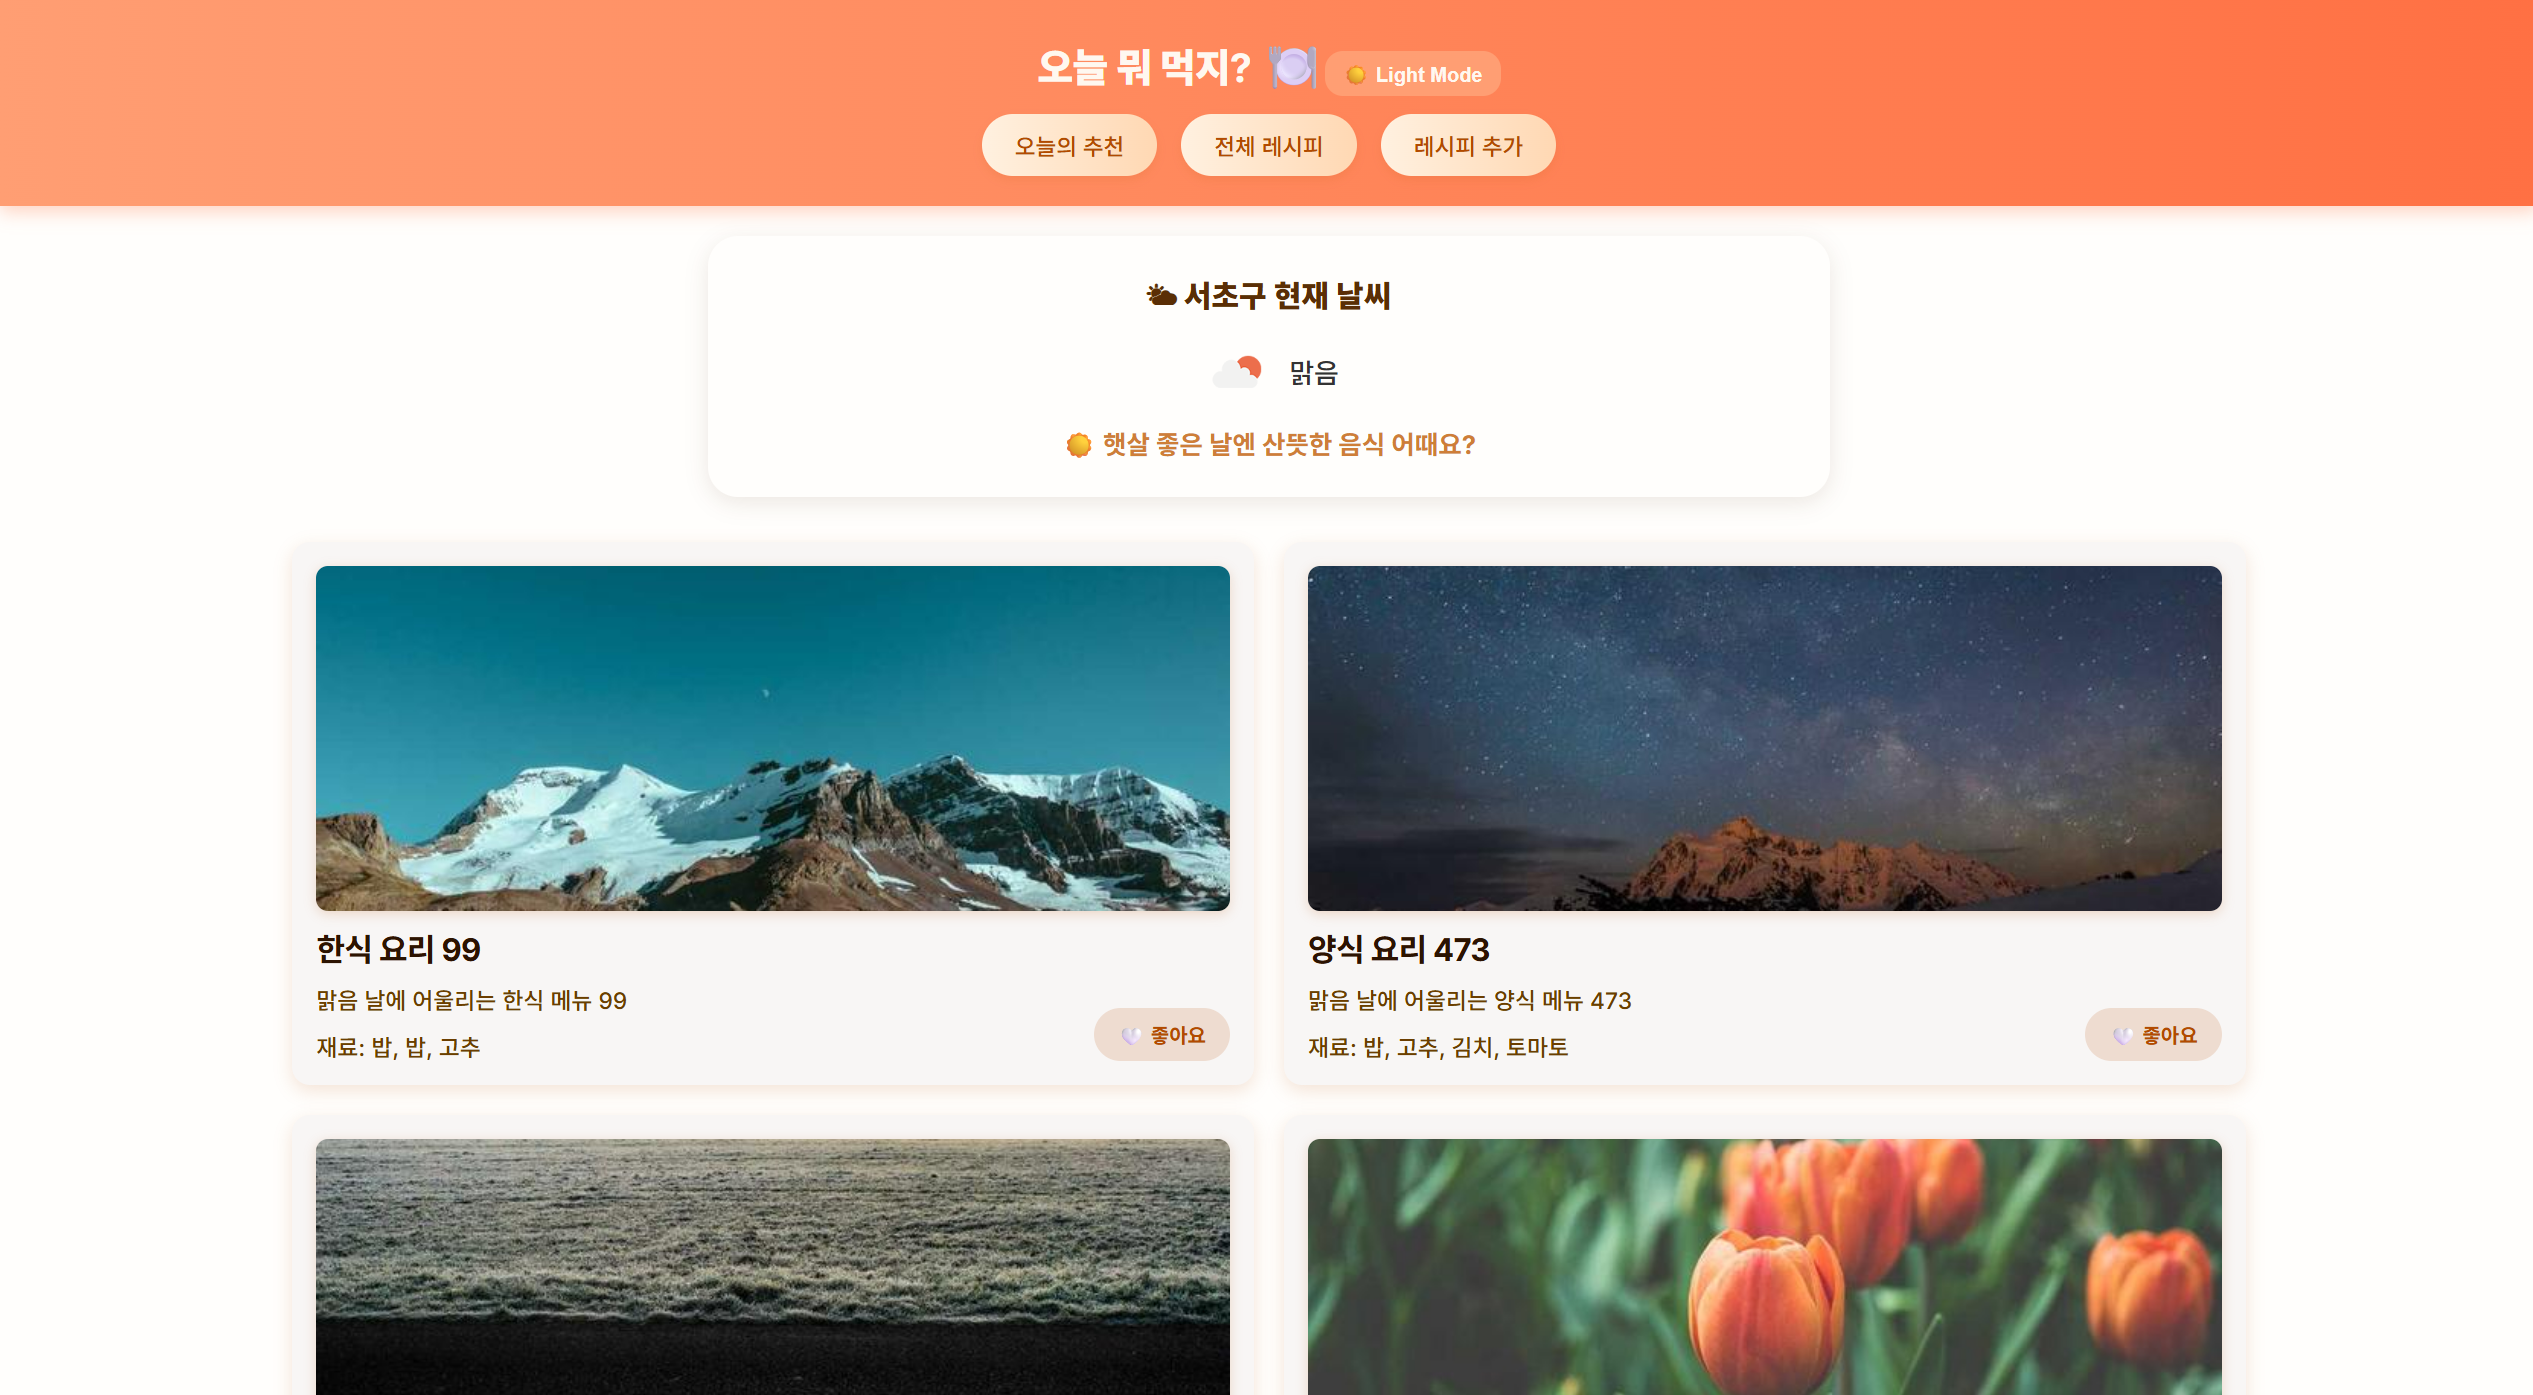 오늘 뭐 먹지? 🍽️
☀️ Light Mode
오늘의 추천
전체 레시피
레시피 추가
🌤 서초구 현재 날씨
맑음
☀️ 햇살 좋은 날엔 산뜻한 음식 어때요?
한식 요리 99
맑음 날에 어울리는 한식 메뉴 99
재료: 밥, 밥, 고추
🤍 좋아요
양식 요리 473
맑음 날에 어울리는 양식 메뉴 473
재료: 밥, 고추, 김치, 토마토
🤍 좋아요